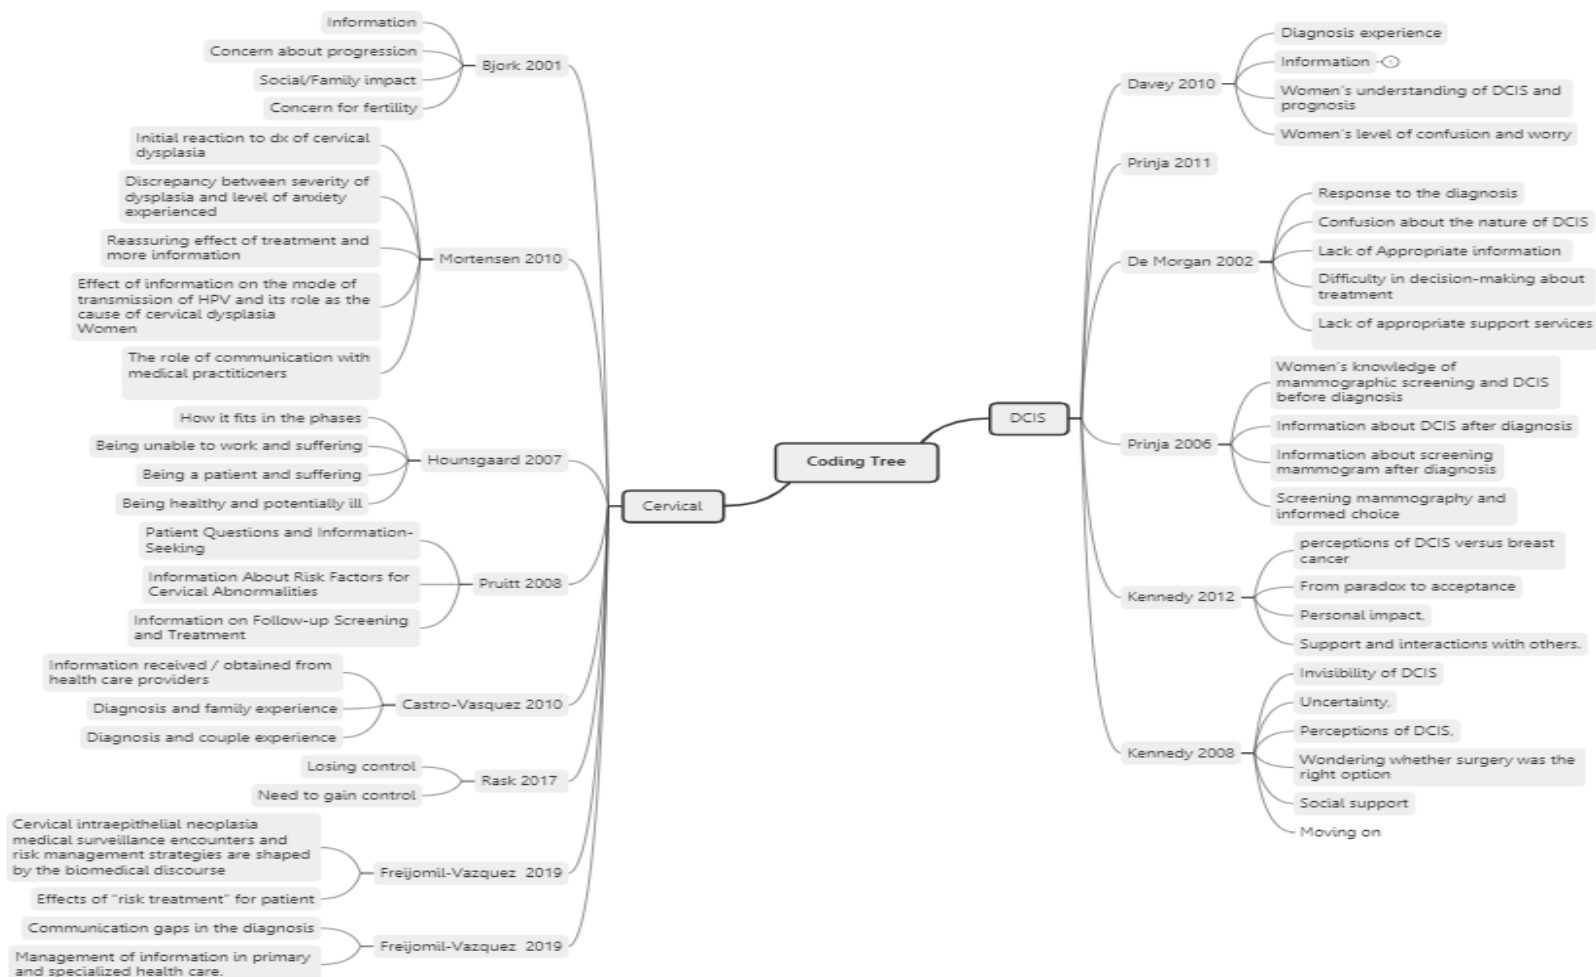 Information
Concern about progression
Social/Family impact
Concern for fertility
Bjork 2001
Initial reaction to dx of cervical
dysplasia
Discrepancy between severity of
dysplasia and level of anxiety
experienced
Reassuring effect of treatment and
more information
Effect of information on the mode of
transmission of HPV and its role as the
cause of cervical dysplasia
Women
The role of communication with
medical practitioners
Mortensen 2010
How it fits in the phases
Being unable to work and suffering
Being a patient and suffering
Being healthy and potentially ill
Hounsgaard 2007
Patient Questions and Information-
Seeking
Information About Risk Factors for
Cervical Abnormalities
Information on Follow-up Screening
and Treatment
Pruitt 2008
Information received / obtained from
health care providers
Diagnosis and family experience
Diagnosis and couple experience
Castro-Vasquez 2010
Losing control
Need to gain control
Rask 2017
Cervical intraepithelial neoplasia
medical surveillance encounters and
risk management strategies are shaped
by the biomedical discourse
Effects of "risk treatment" for patient
Freijomil-Vazquez 2019
Communication gaps in the diagnosis
Management of information in primary
and specialized health care.
Freijomil-Vazquez 2019
Cervical
Coding Tree
DCIS
Davey 2010
Diagnosis experience
Information
Women's understanding of DCIS and
prognosis
Women's level of confusion and worry
Prinja 2011
De Morgan 2002
Response to the diagnosis
Confusion about the nature of DCIS
Lack of Appropriate information
Difficulty in decision-making about
treatment
Lack of appropriate support services
Prinja 2006
Women's knowledge of
mammographic screening and DCIS
before diagnosis
Information about DCIS after diagnosis
Information about screening
mammogram after diagnosis
Screening mammography and
informed choice
Kennedy 2012
perceptions of DCIS versus breast
cancer
From paradox to acceptance
Personal impact,
Support and interactions with others.
Kennedy 2008
Invisibility of DCIS
Uncertainty,
Perceptions of DCIS,
Wondering whether surgery was the
right option
Social support
Moving on